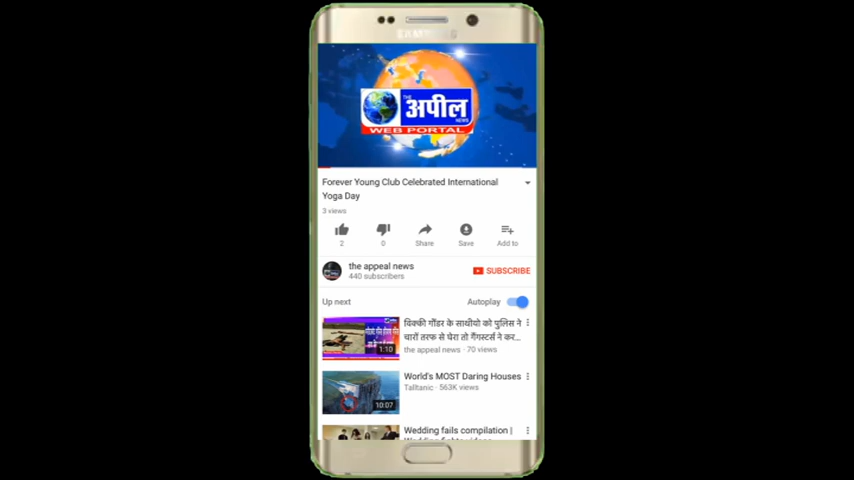 SAMSUNG
THE
अपील
NEWS
WEB PORTAL
Forever Young Club Celebrated International
Yoga Day
3 views
2
0
Share
Save
Add to
the appeal news
440 subscribers
SUBSCRIBE
Up next
Autoplay
विक्की गौंडर के साथीयो को पुलिस ने
चारों तरफ से घेरा तो गैंगस्टर्स ने कर...
the appeal news · 70 views
1:10
World's MOST Daring Houses
Talltanic · 563K views
10:07
Wedding fails compilation |